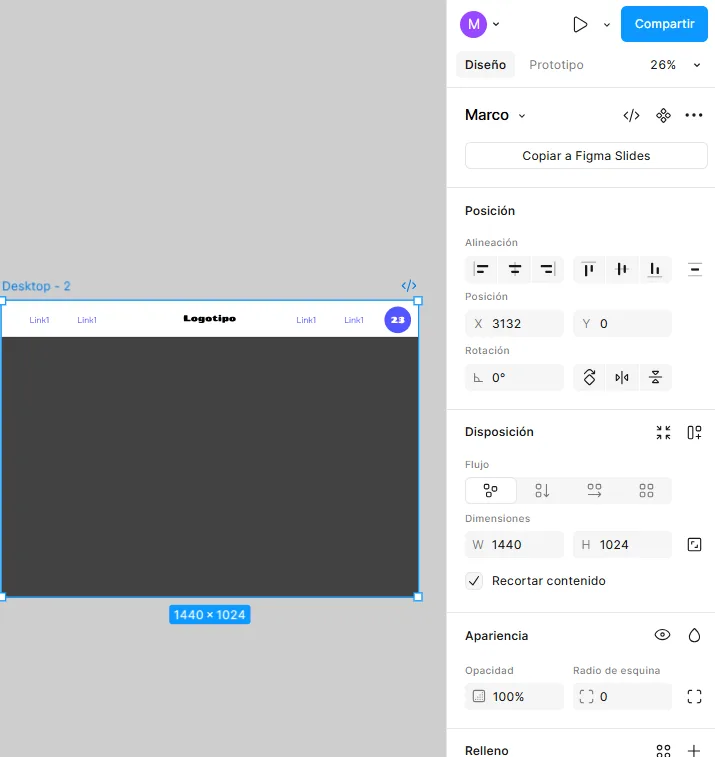 M
Compartir
Diseño Prototipo 26%
Marco
Copiar a Figma Slides
Posición
Alineación
Posición
X 3132 Y 0
Rotación
0°
Disposición
Flujo
Dimensiones
W 1440 H 1024
Recortar contenido
Apariencia
Opacidad Radio de esquina
100% 0
Relleno
Desktop - 2
Link1 Link1 Logotipo Link1 Link1 23
1440 × 1024